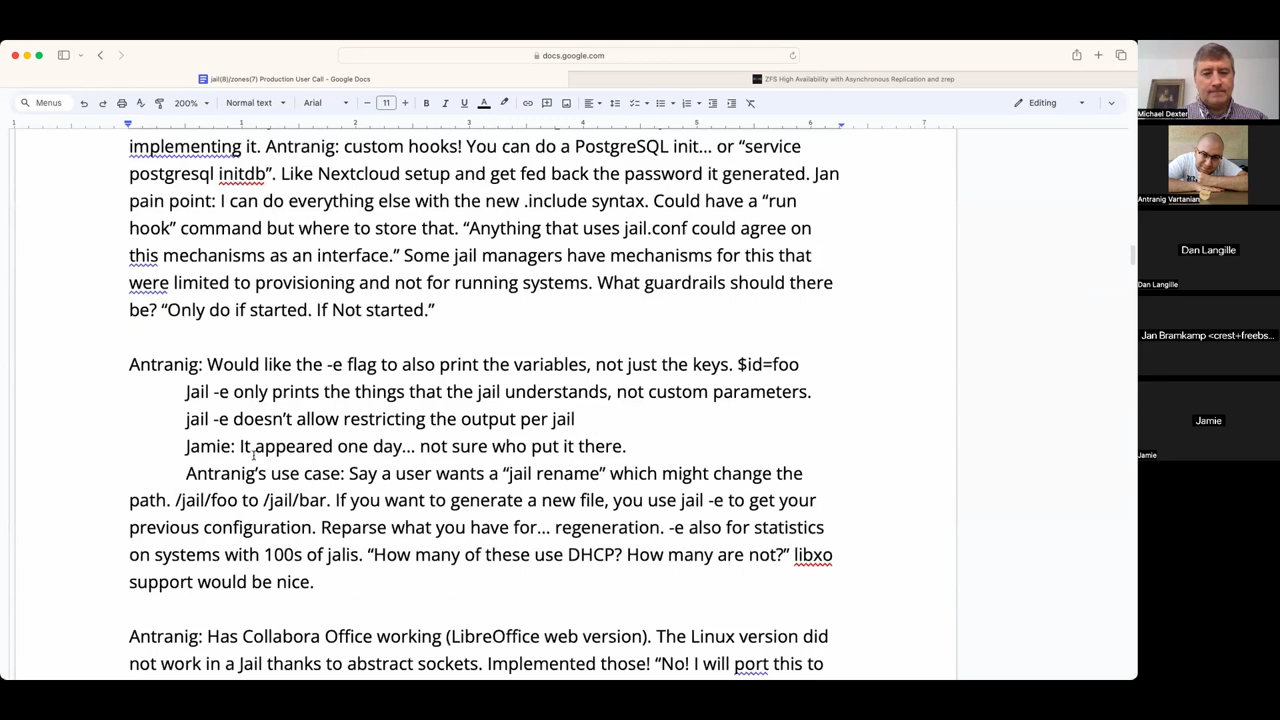 docs.google.com
jail(8)/zones(7) Production User Call - Google Docs
ZFS High Availability with Asynchronous Replication and zrep
Menus
200%
Normal text
Arial
11
Editing
1 1 2 4 5 6 7
implementing it. Antranig: custom hooks! You can do a PostgreSQL init... or “service
postgresql initdb”. Like Nextcloud setup and get fed back the password it generated. Jan
pain point: I can do everything else with the new .include syntax. Could have a “run
hook” command but where to store that. “Anything that uses jail.conf could agree on
this mechanisms as an interface.” Some jail managers have mechanisms for this that
were limited to provisioning and not for running systems. What guardrails should there
be? “Only do if started. If Not started.”
Antranig: Would like the -e flag to also print the variables, not just the keys. $id=foo
Jail -e only prints the things that the jail understands, not custom parameters.
jail -e doesn’t allow restricting the output per jail
Jamie: It appeared one day... not sure who put it there.
Antranig’s use case: Say a user wants a “jail rename” which might change the
path. /jail/foo to /jail/bar. If you want to generate a new file, you use jail -e to get your
previous configuration. Reparse what you have for... regeneration. -e also for statistics
on systems with 100s of jalis. “How many of these use DHCP? How many are not?” libxo
support would be nice.
Antranig: Has Collabora Office working (LibreOffice web version). The Linux version did
not work in a Jail thanks to abstract sockets. Implemented those! “No! I will port this to
Michael Dexter
Antranig Vartanian
Dan Langille
Dan Langille
Jan Bramkamp <crest+freebs...
Jamie
Jamie